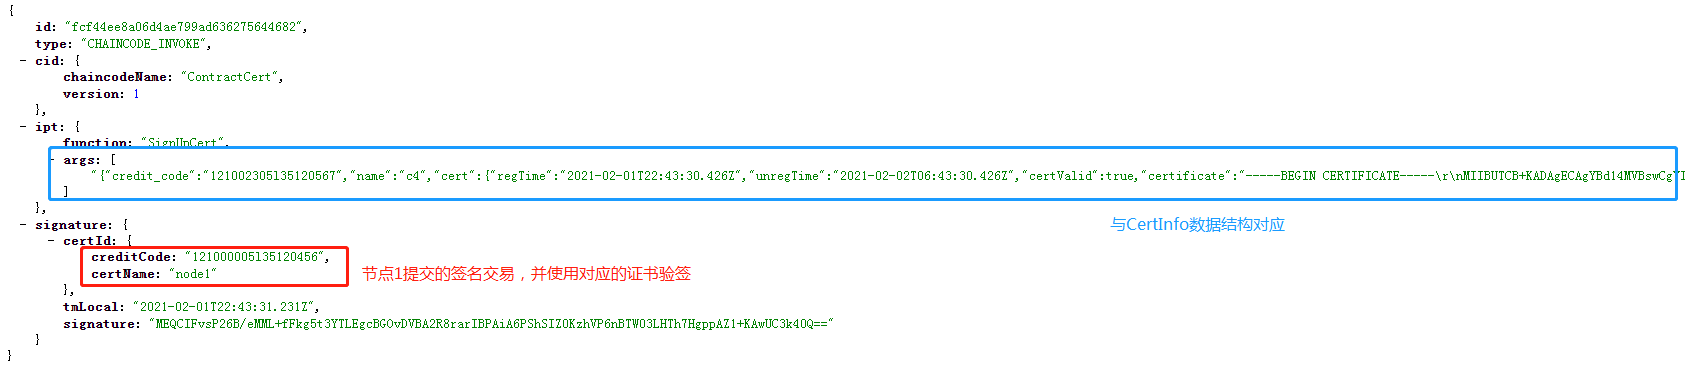 {
id: "fcf44ee8a06d4ae799ad636275644682",
type: "CHAINCODE_INVOKE",
- cid: {
chaincodeName: "ContractCert",
version: 1
},
- ipt: {
function: "SignUpCert",
- args: [
"{"credit_code":"121002305l35120567","name":"c4","cert":{"regTime":"2021-02-01T22:43:30.426Z","unregTime":"2021-02-02T06:43:30.426Z","certValid":true,"certificate":"-----BEGIN CERTIFICATE-----\r\nMIIBUTCB+KADAgECAgYBd14MVBswCgYI
]
},
与CertInfo数据结构对应
- signature: {
- certId: {
creditCode: "121000005l35120456",
certName: "node1"
节点1提交的签名交易，并使用对应的证书验签
},
tmLocal: "2021-02-01T22:43:31.231Z",
signature: "MEQCIFvsP26B/eMML+fFkg5t3YTLEgcBGOvDVBA2R8rarIBPAiA6PShSIZ0KzhVP6nBTW03LHTh7HgppAZ1+KAwUC3k40Q=="
}
}